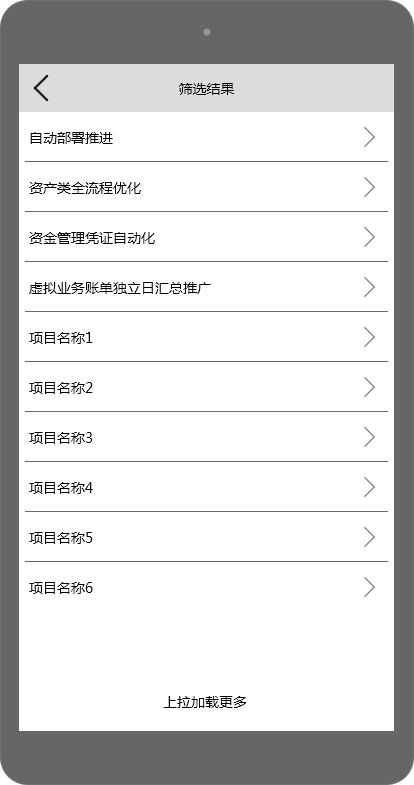 筛选结果
自动部署推进
资产类全流程优化
资金管理凭证自动化
虚拟业务账单独立日汇总推广
项目名称1
项目名称2
项目名称3
项目名称4
项目名称5
项目名称6
上拉加载更多